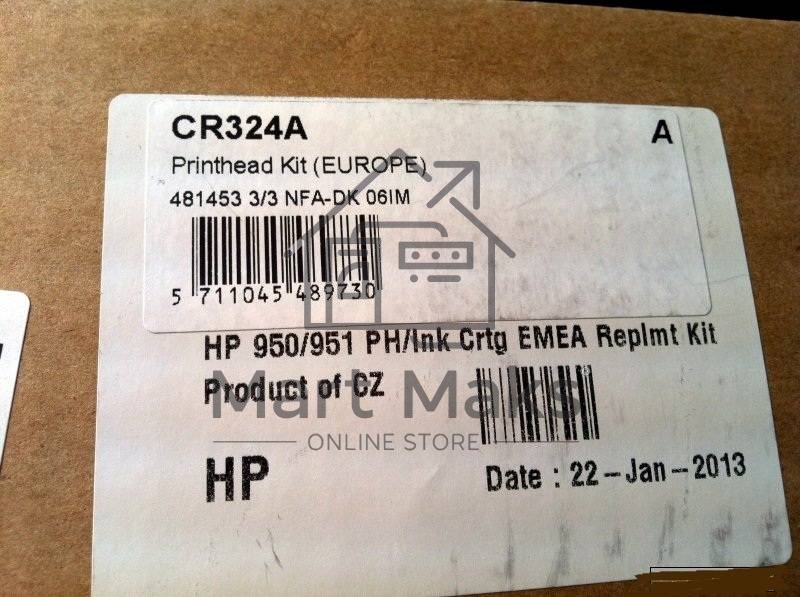 CR324A
A
Printhead Kit (EUROPE)
481453 3/3 NFA-DK 06IM
5 711045 489730
HP 950/951 PH/Ink Crtg EMEA Replmt Kit
Product of CZ
Mart Maks
ONLINE STORE
HP
Date : 22-Jan-2013